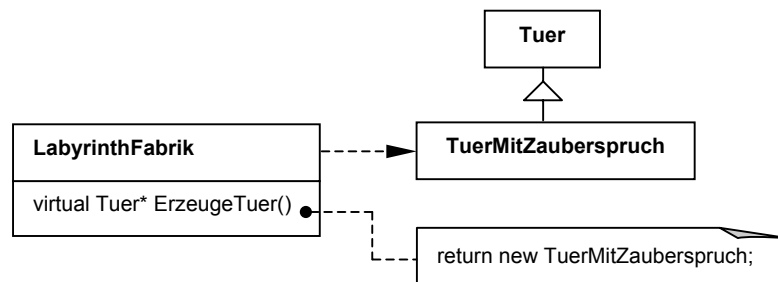 Tuer
LabyrinthFabrik
TuerMitZauberspruch
virtual Tuer* ErzeugeTuer()
return new TuerMitZauberspruch;